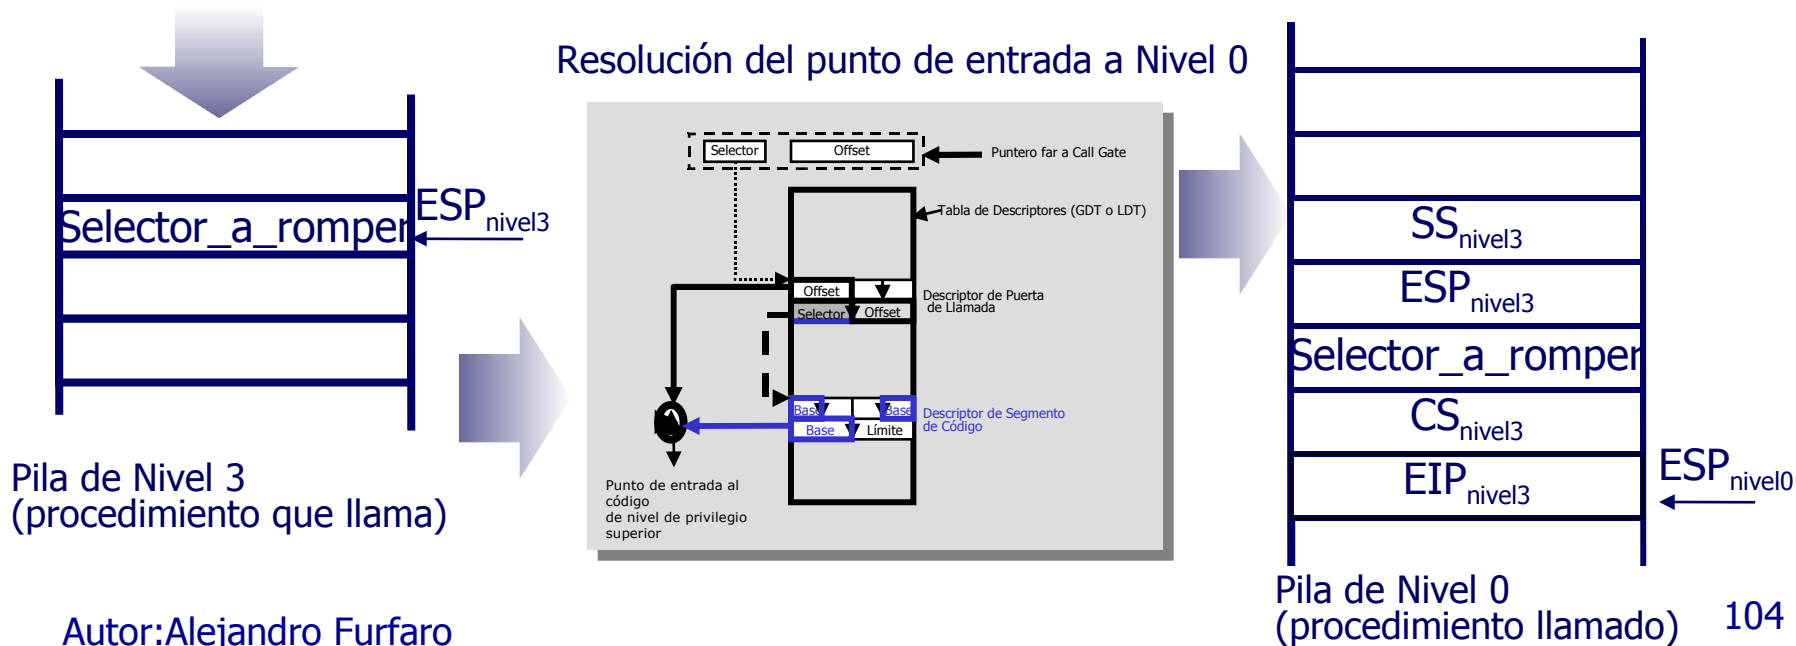 Resolución del punto de entrada a Nivel 0
Selector_a_romper
ESPnivel3
Pila de Nivel 3
(procedimiento que llama)
Selector
Offset
Puntero far a Call Gate
Tabla de Descriptores (GDT o LDT)
Offset
Selector
Offset
Descriptor de Puerta
de Llamada
Base
Base
Base
Límite
Descriptor de Segmento
de Código
Punto de entrada al
código
de nivel de privilegio
superior
SSnivel3
ESPnivel3
Selector_a_romper
CSnivel3
EIPnivel3
ESPnivel0
Pila de Nivel 0
(procedimiento llamado)
104
Autor:Alejandro Furfaro